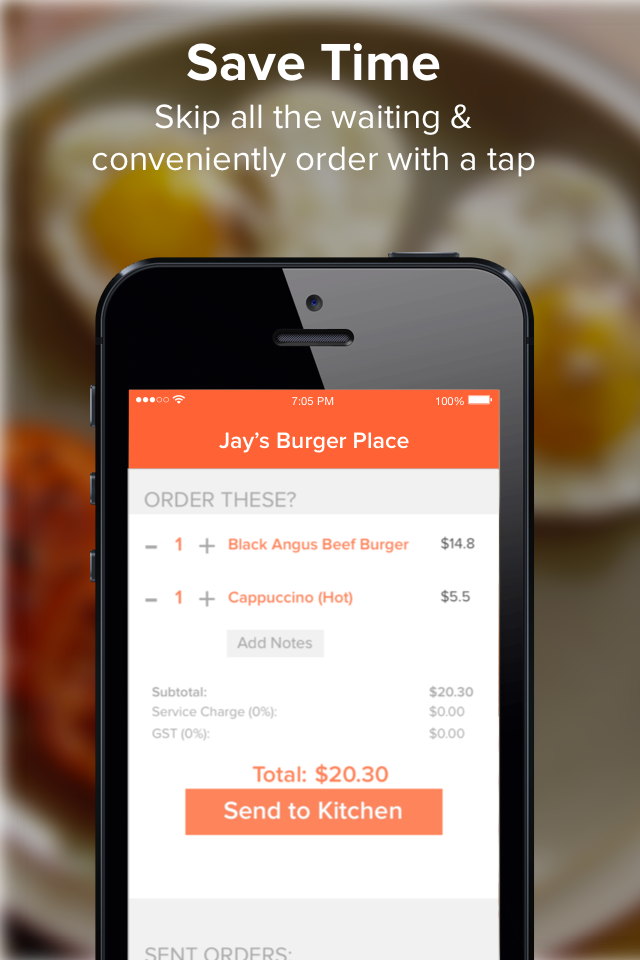 Save Time
Skip all the waiting &
conveniently order with a tap
7:05 PM 100%
Jay's Burger Place
ORDER THESE?
- 1 + Black Angus Beef Burger $14.8
- 1 + Cappuccino (Hot) $5.5
Add Notes
Subtotal: $20.30
Service Charge (0%): $0.00
GST (0%): $0.00
Total: $20.30
Send to Kitchen
SENT ORDERS: